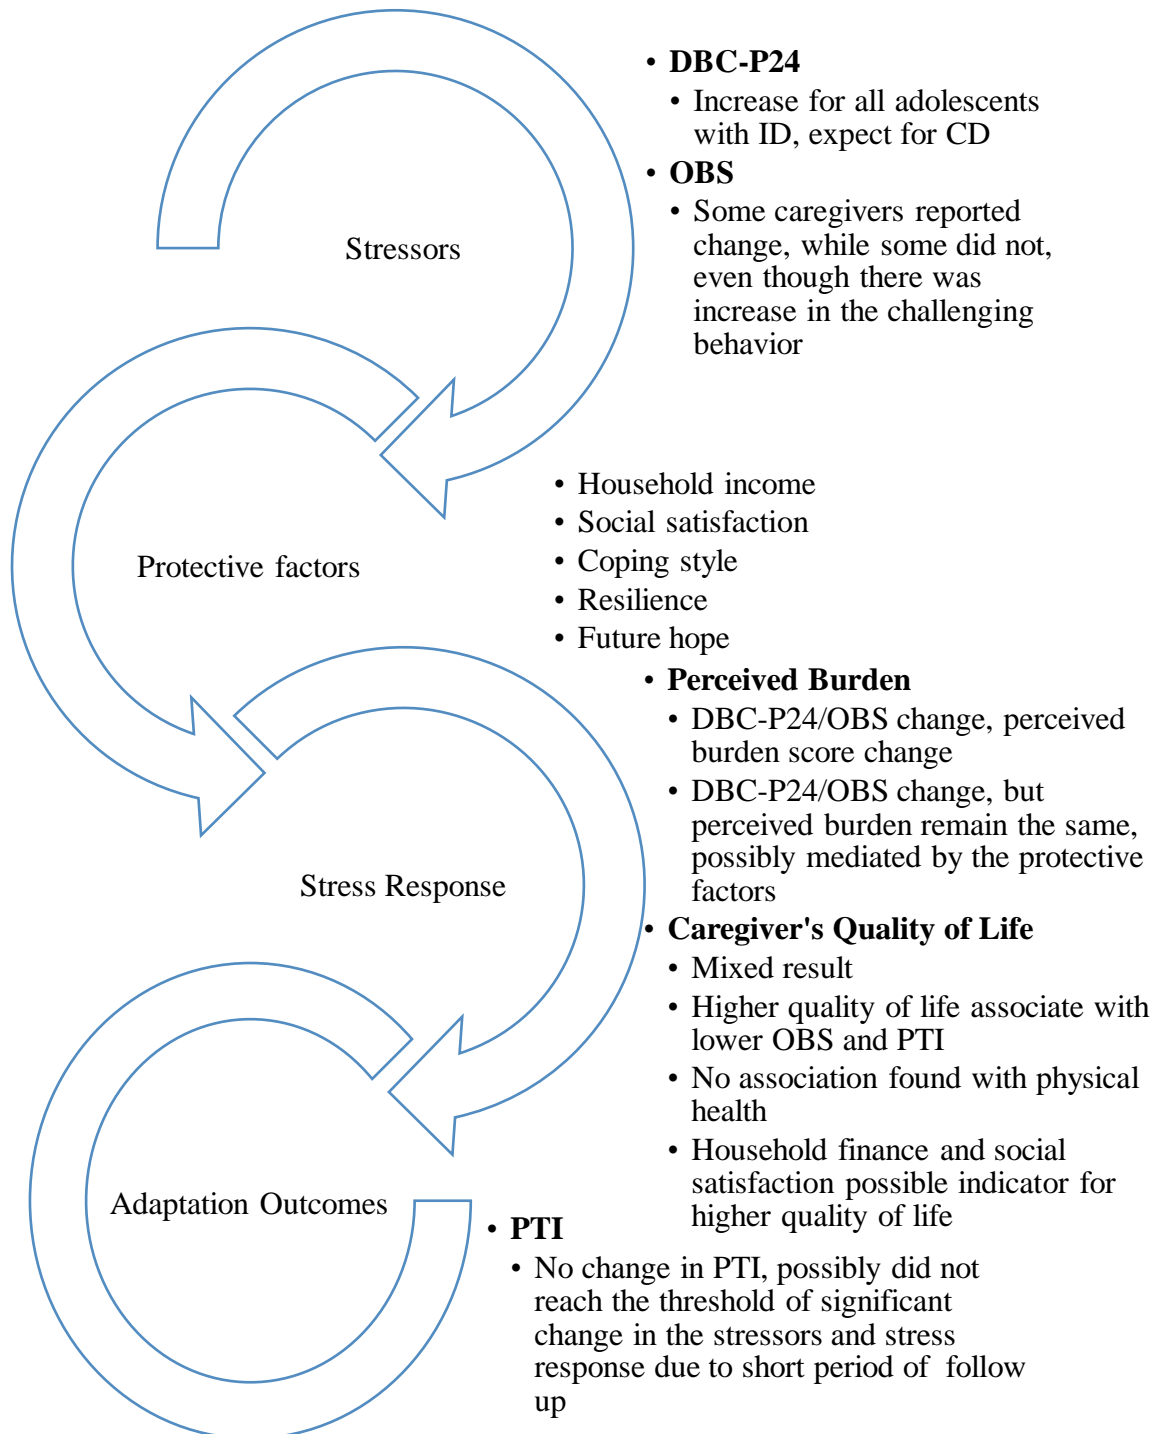 • DBC-P24
• Increase for all adolescents
with ID, expect for CD
• OBS
• Some caregivers reported
change, while some did not,
even though there was
increase in the challenging
behavior
Stressors
• Household income
• Social satisfaction
• Coping style
• Resilience
• Future hope
Protective factors
• Perceived Burden
• DBC-P24/OBS change, perceived
burden score change
• DBC-P24/OBS change, but
perceived burden remain the same,
possibly mediated by the protective
factors
Stress Response
• Caregiver's Quality of Life
• Mixed result
• Higher quality of life associate with
lower OBS and PTI
• No association found with physical
health
• Household finance and social
satisfaction possible indicator for
higher quality of life
Adaptation Outcomes
• PTI
• No change in PTI, possibly did not
reach the threshold of significant
change in the stressors and stress
response due to short period of follow
up